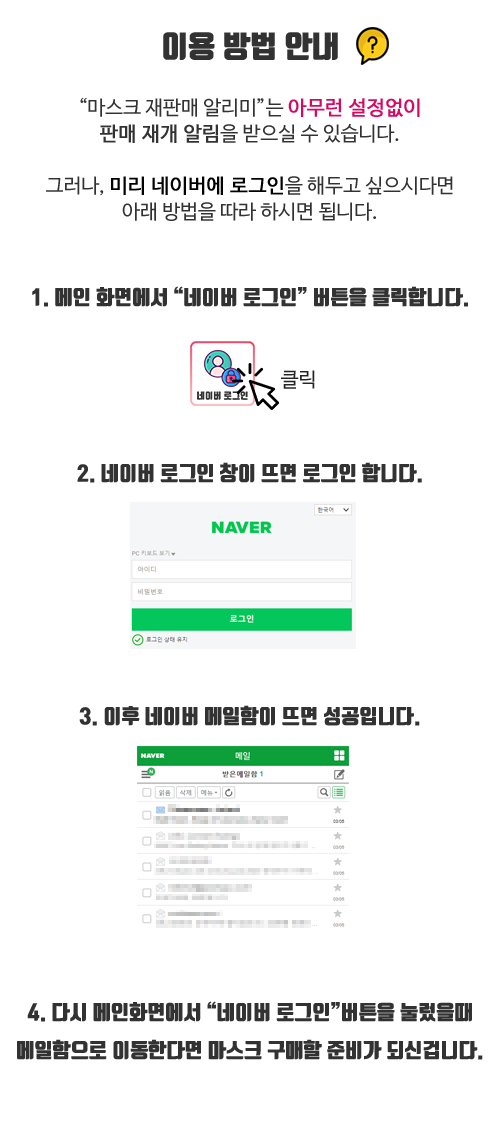 이용 방법 안내 ?
“마스크 재판매 알리미”는 아무런 설정없이
판매 재개 알림을 받으실 수 있습니다.
그러나, 미리 네이버에 로그인을 해두고 싶으시다면
아래 방법을 따라 하시면 됩니다.
1. 메인 화면에서 “네이버 로그인” 버튼을 클릭합니다.
네이버 로그인
클릭
2. 네이버 로그인 창이 뜨면 로그인 합니다.
한국어
NAVER
PC 키보드 보기
아이디
비밀번호
로그인
로그인 상태 유지
3. 이후 네이버 메일함이 뜨면 성공입니다.
NAVER 메일
받은메일함 1
읽음 삭제 메뉴
4. 다시 메인화면에서 “네이버 로그인”버튼을 눌렀을때
메일함으로 이동한다면 마스크 구매할 준비가 되신겁니다.